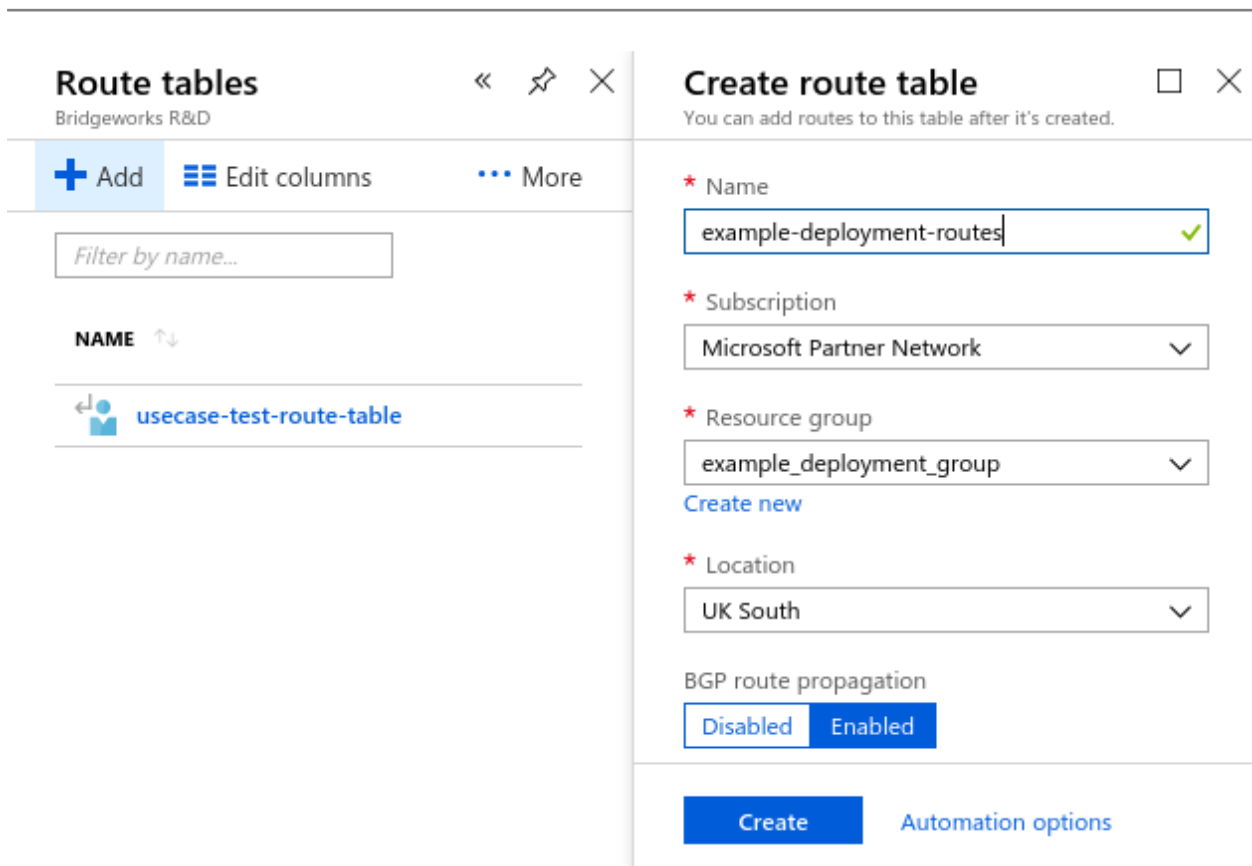 Route tables
Bridgeworks R&D
Add
Edit columns
More
Filter by name...
NAME
usecase-test-route-table
Create route table
You can add routes to this table after it's created.
* Name
example-deployment-routes
* Subscription
Microsoft Partner Network
* Resource group
example_deployment_group
Create new
* Location
UK South
BGP route propagation
Disabled Enabled
Create Automation options